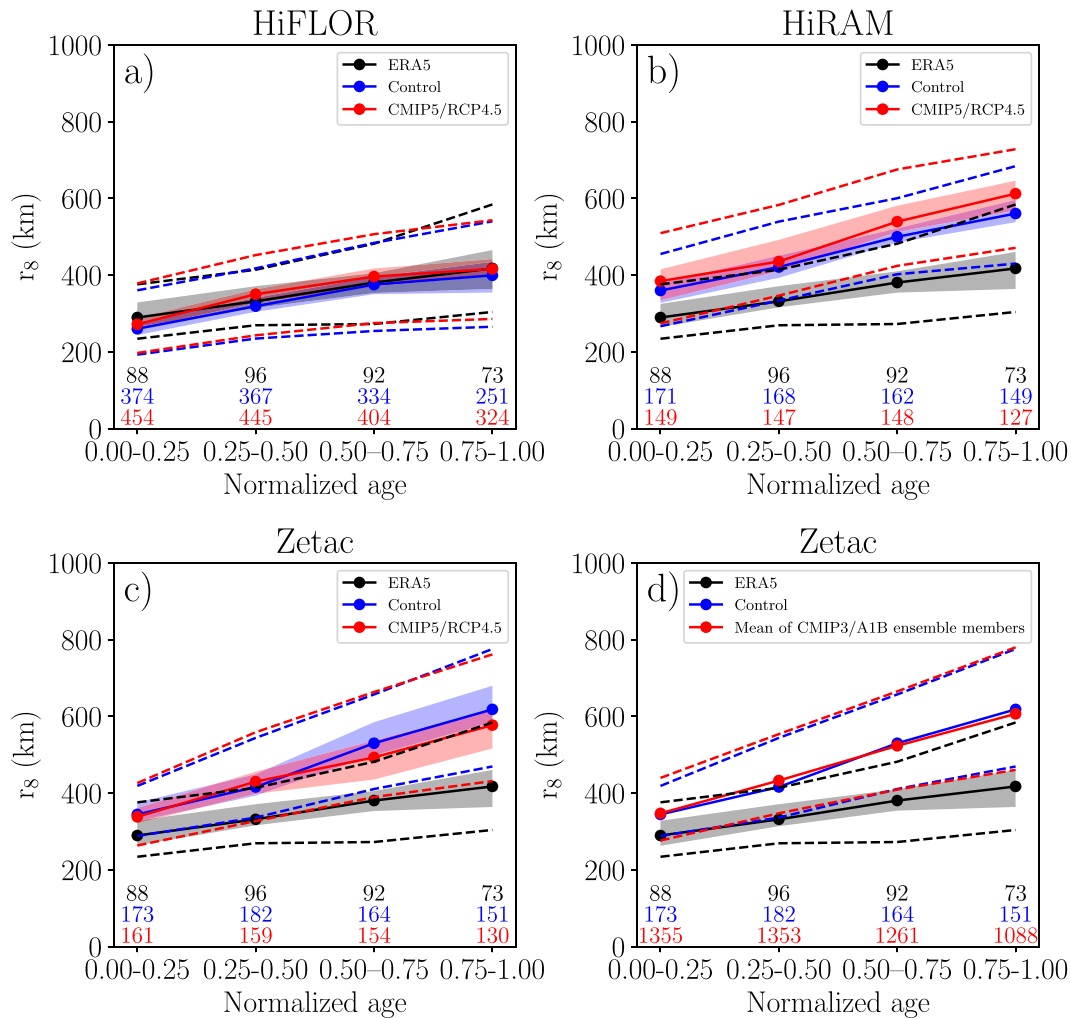 HiFLOR
a)
ERA5
Control
CMIP5/RCP4.5
r8 (km)
1000
800
600
400
200
0
88 96 92 73
374 367 334 251
454 445 404 324
0.00-0.25 0.25-0.50 0.50–0.75 0.75-1.00
Normalized age
HiRAM
b)
ERA5
Control
CMIP5/RCP4.5
r8 (km)
1000
800
600
400
200
0
88 96 92 73
171 168 162 149
149 147 148 127
0.00-0.25 0.25-0.50 0.50–0.75 0.75-1.00
Normalized age
Zetac
c)
ERA5
Control
CMIP5/RCP4.5
r8 (km)
1000
800
600
400
200
0
88 96 92 73
173 182 164 151
161 159 154 130
0.00-0.25 0.25-0.50 0.50–0.75 0.75-1.00
Normalized age
Zetac
d)
ERA5
Control
Mean of CMIP3/A1B ensemble members
r8 (km)
1000
800
600
400
200
0
88 96 92 73
173 182 164 151
1355 1353 1261 1088
0.00-0.25 0.25-0.50 0.50–0.75 0.75-1.00
Normalized age